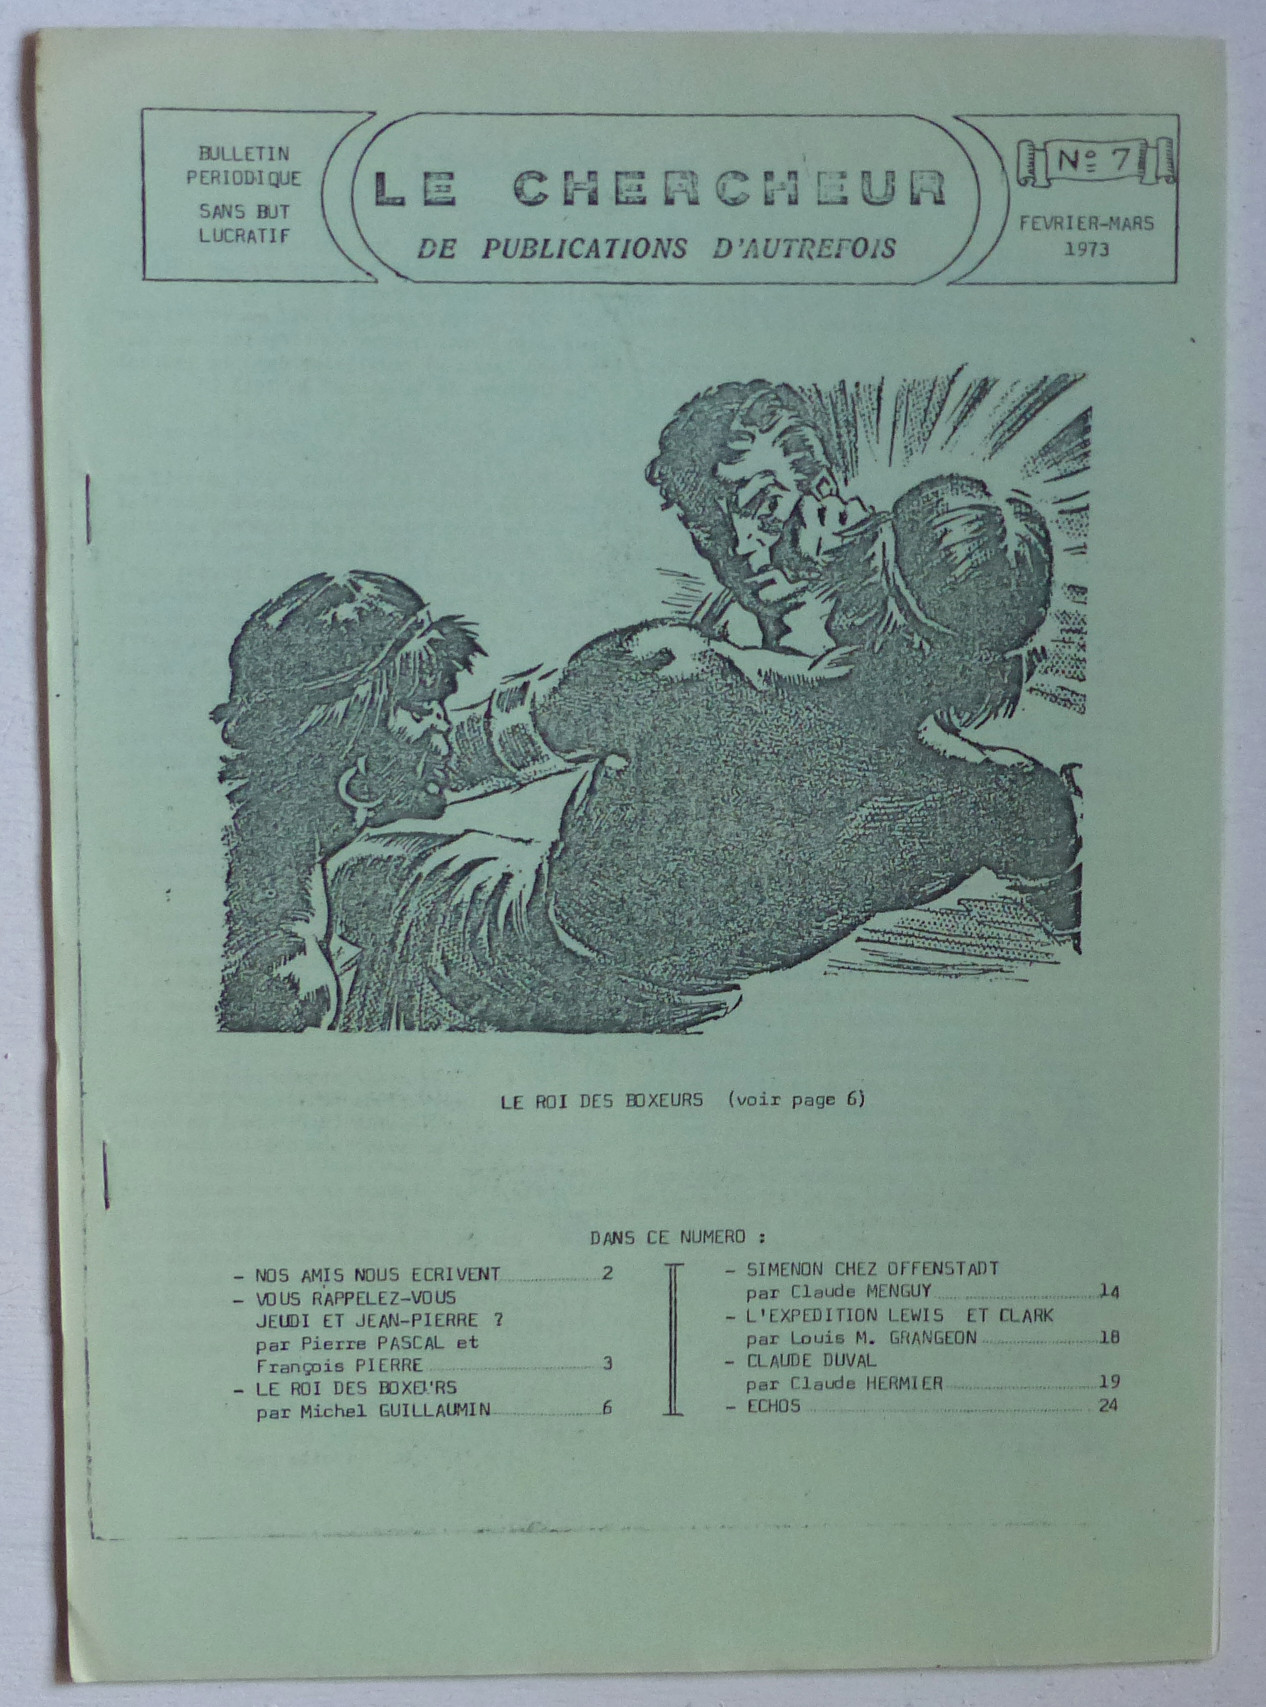 BULLETIN
PERIODIQUE
SANS BUT
LUCRATIF
LE CHERCHEUR
DE PUBLICATIONS D'AUTREFOIS
Nº 7
FEVRIER-MARS
1973
LE ROI DES BOXEURS (voir page 6)
DANS CE NUMERO :
- NOS AMIS NOUS ECRIVENT 2
- VOUS RAPPELEZ-VOUS
JEUDI ET JEAN-PIERRE ?
par Pierre PASCAL et
François PIERRE 3
- LE ROI DES BOXEURS
par Michel GUILLAUMIN 6
- SIMENON CHEZ OFFENSTADT
par Claude MENGUY 14
- L'EXPEDITION LEWIS ET CLARK
par Louis M. GRANGEON 18
- CLAUDE DUVAL
par Claude HERMIER 19
- ECHOS 24